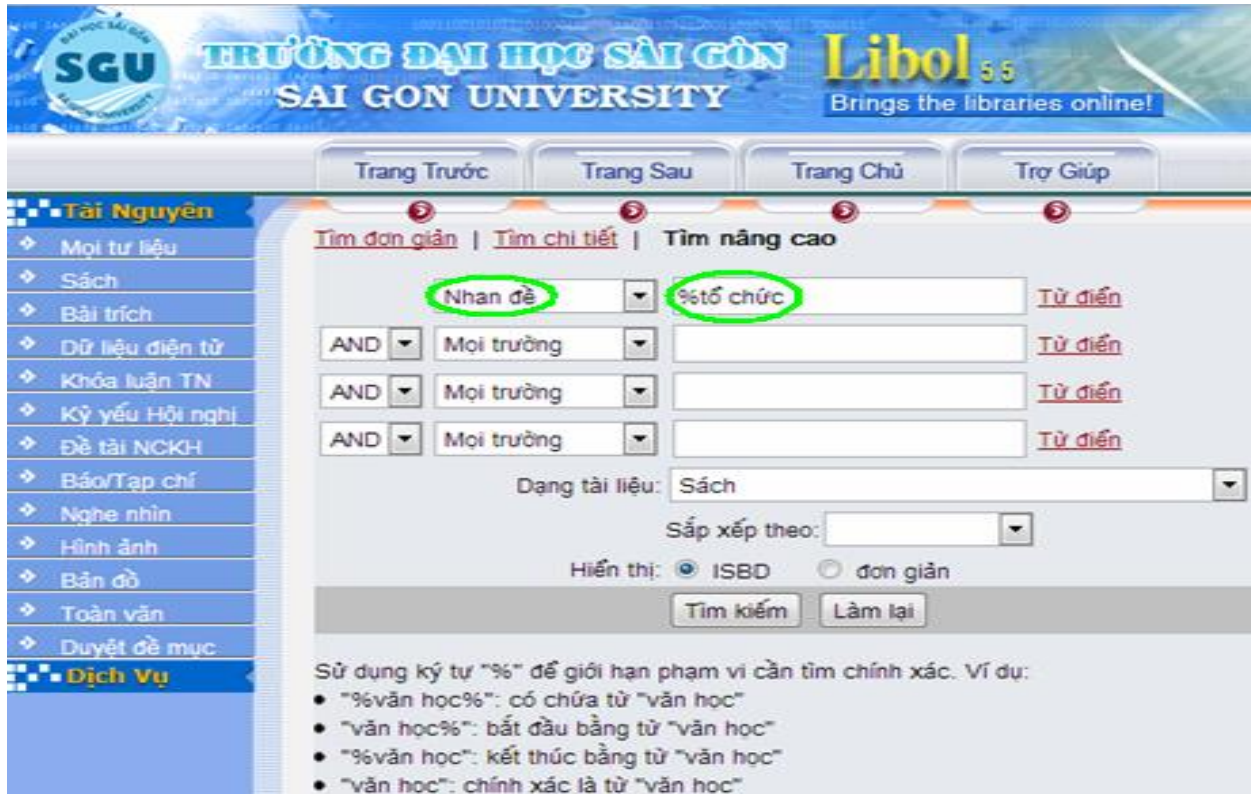 ĐẠI HỌC SÀI GÒN
SGU
SAIGON UNIVERSITY
TRƯỜNG ĐẠI HỌC SÀI GÒN
SAI GON UNIVERSITY
Libol 5.5
Brings the libraries online!
Trang Trước Trang Sau Trang Chủ Trợ Giúp
Tài Nguyên
Mọi tư liệu
Sách
Bài trích
Dữ liệu điện tử
Khóa luận TN
Kỷ yếu Hội nghị
Đề tài NCKH
Báo/Tạp chí
Nghe nhìn
Hình ảnh
Bản đồ
Toàn văn
Duyệt đề mục
Dịch Vụ
Tìm đơn giản | Tìm chi tiết | Tìm nâng cao
Nhan đề %tổ chức Từ điển
AND Mọi trường Từ điển
AND Mọi trường Từ điển
AND Mọi trường Từ điển
Dạng tài liệu: Sách
Sắp xếp theo:
Hiển thị: ISBD đơn giản
Tìm kiếm Làm lại
Sử dụng ký tự "%" để giới hạn phạm vi cần tìm chính xác. Ví dụ:
• "%văn học%": có chứa từ "văn học"
• "văn học%": bắt đầu bằng từ "văn học"
• "%văn học": kết thúc bằng từ "văn học"
• "văn học": chính xác là từ "văn học"